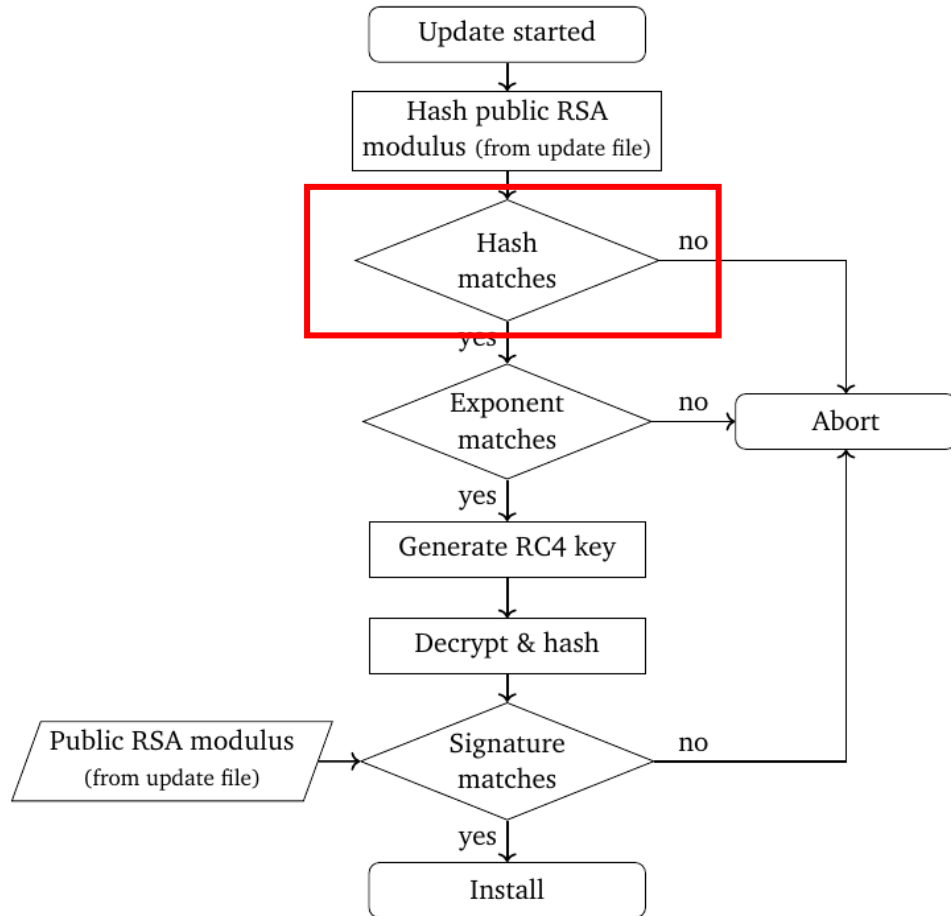 Update started
Hash public RSA
modulus (from update file)
Hash
matches
no
yes
Exponent
matches
no
Abort
yes
Generate RC4 key
Decrypt & hash
Public RSA modulus
(from update file)
Signature
matches
no
yes
Install